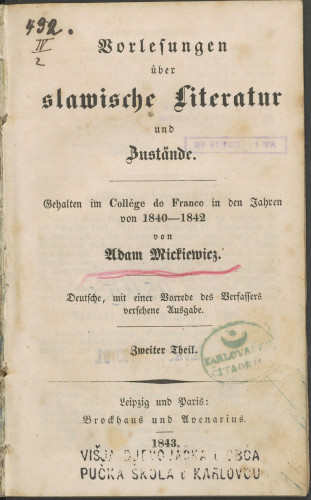 492.
IV
2
Vorlesungen
über
slawische Literatur
und
Zustände.
Gehalten im Collége de France in den Jahren
von 1840—1842
von
Adam Mickiewicz.
Deutsche, mit einer Vorrede des Verfassers
versehene Ausgabe.
Zweiter Theil.
KARLOVAC
ČITAO
Leipzig und Paris:
Brockhaus und Avenarius.
1843.
VIŠJA DJEVOJAČKA
PUČKA ŠKOLA U KARLOVCU